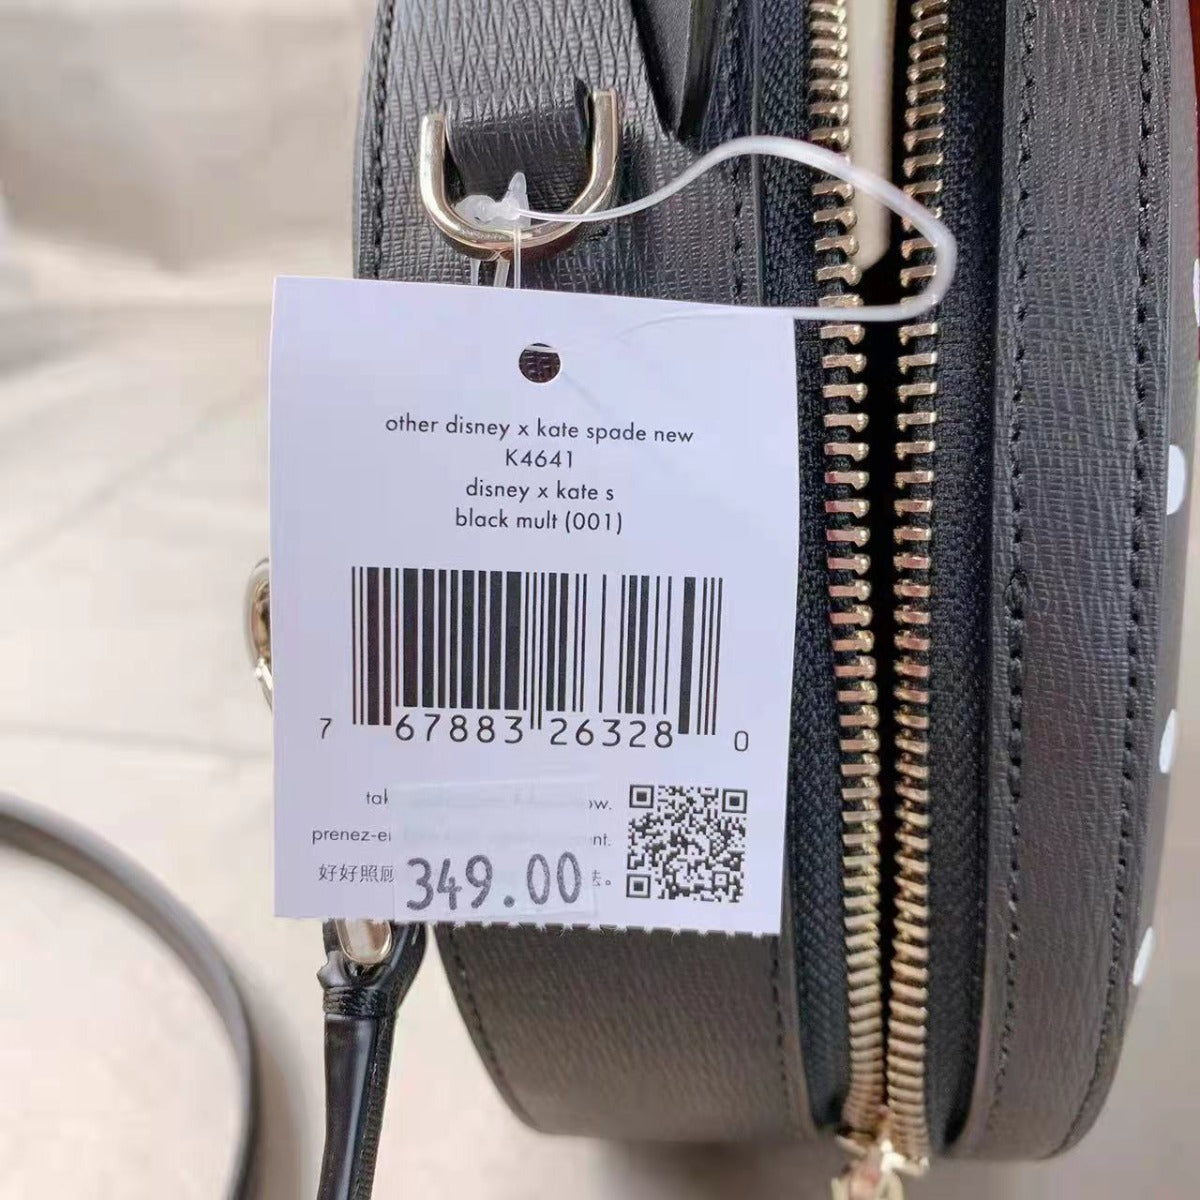 other disney x kate spade new
K4641
disney x kate s
black mult (001)
7 67883 26328 0
prenez-
好好照
349.00